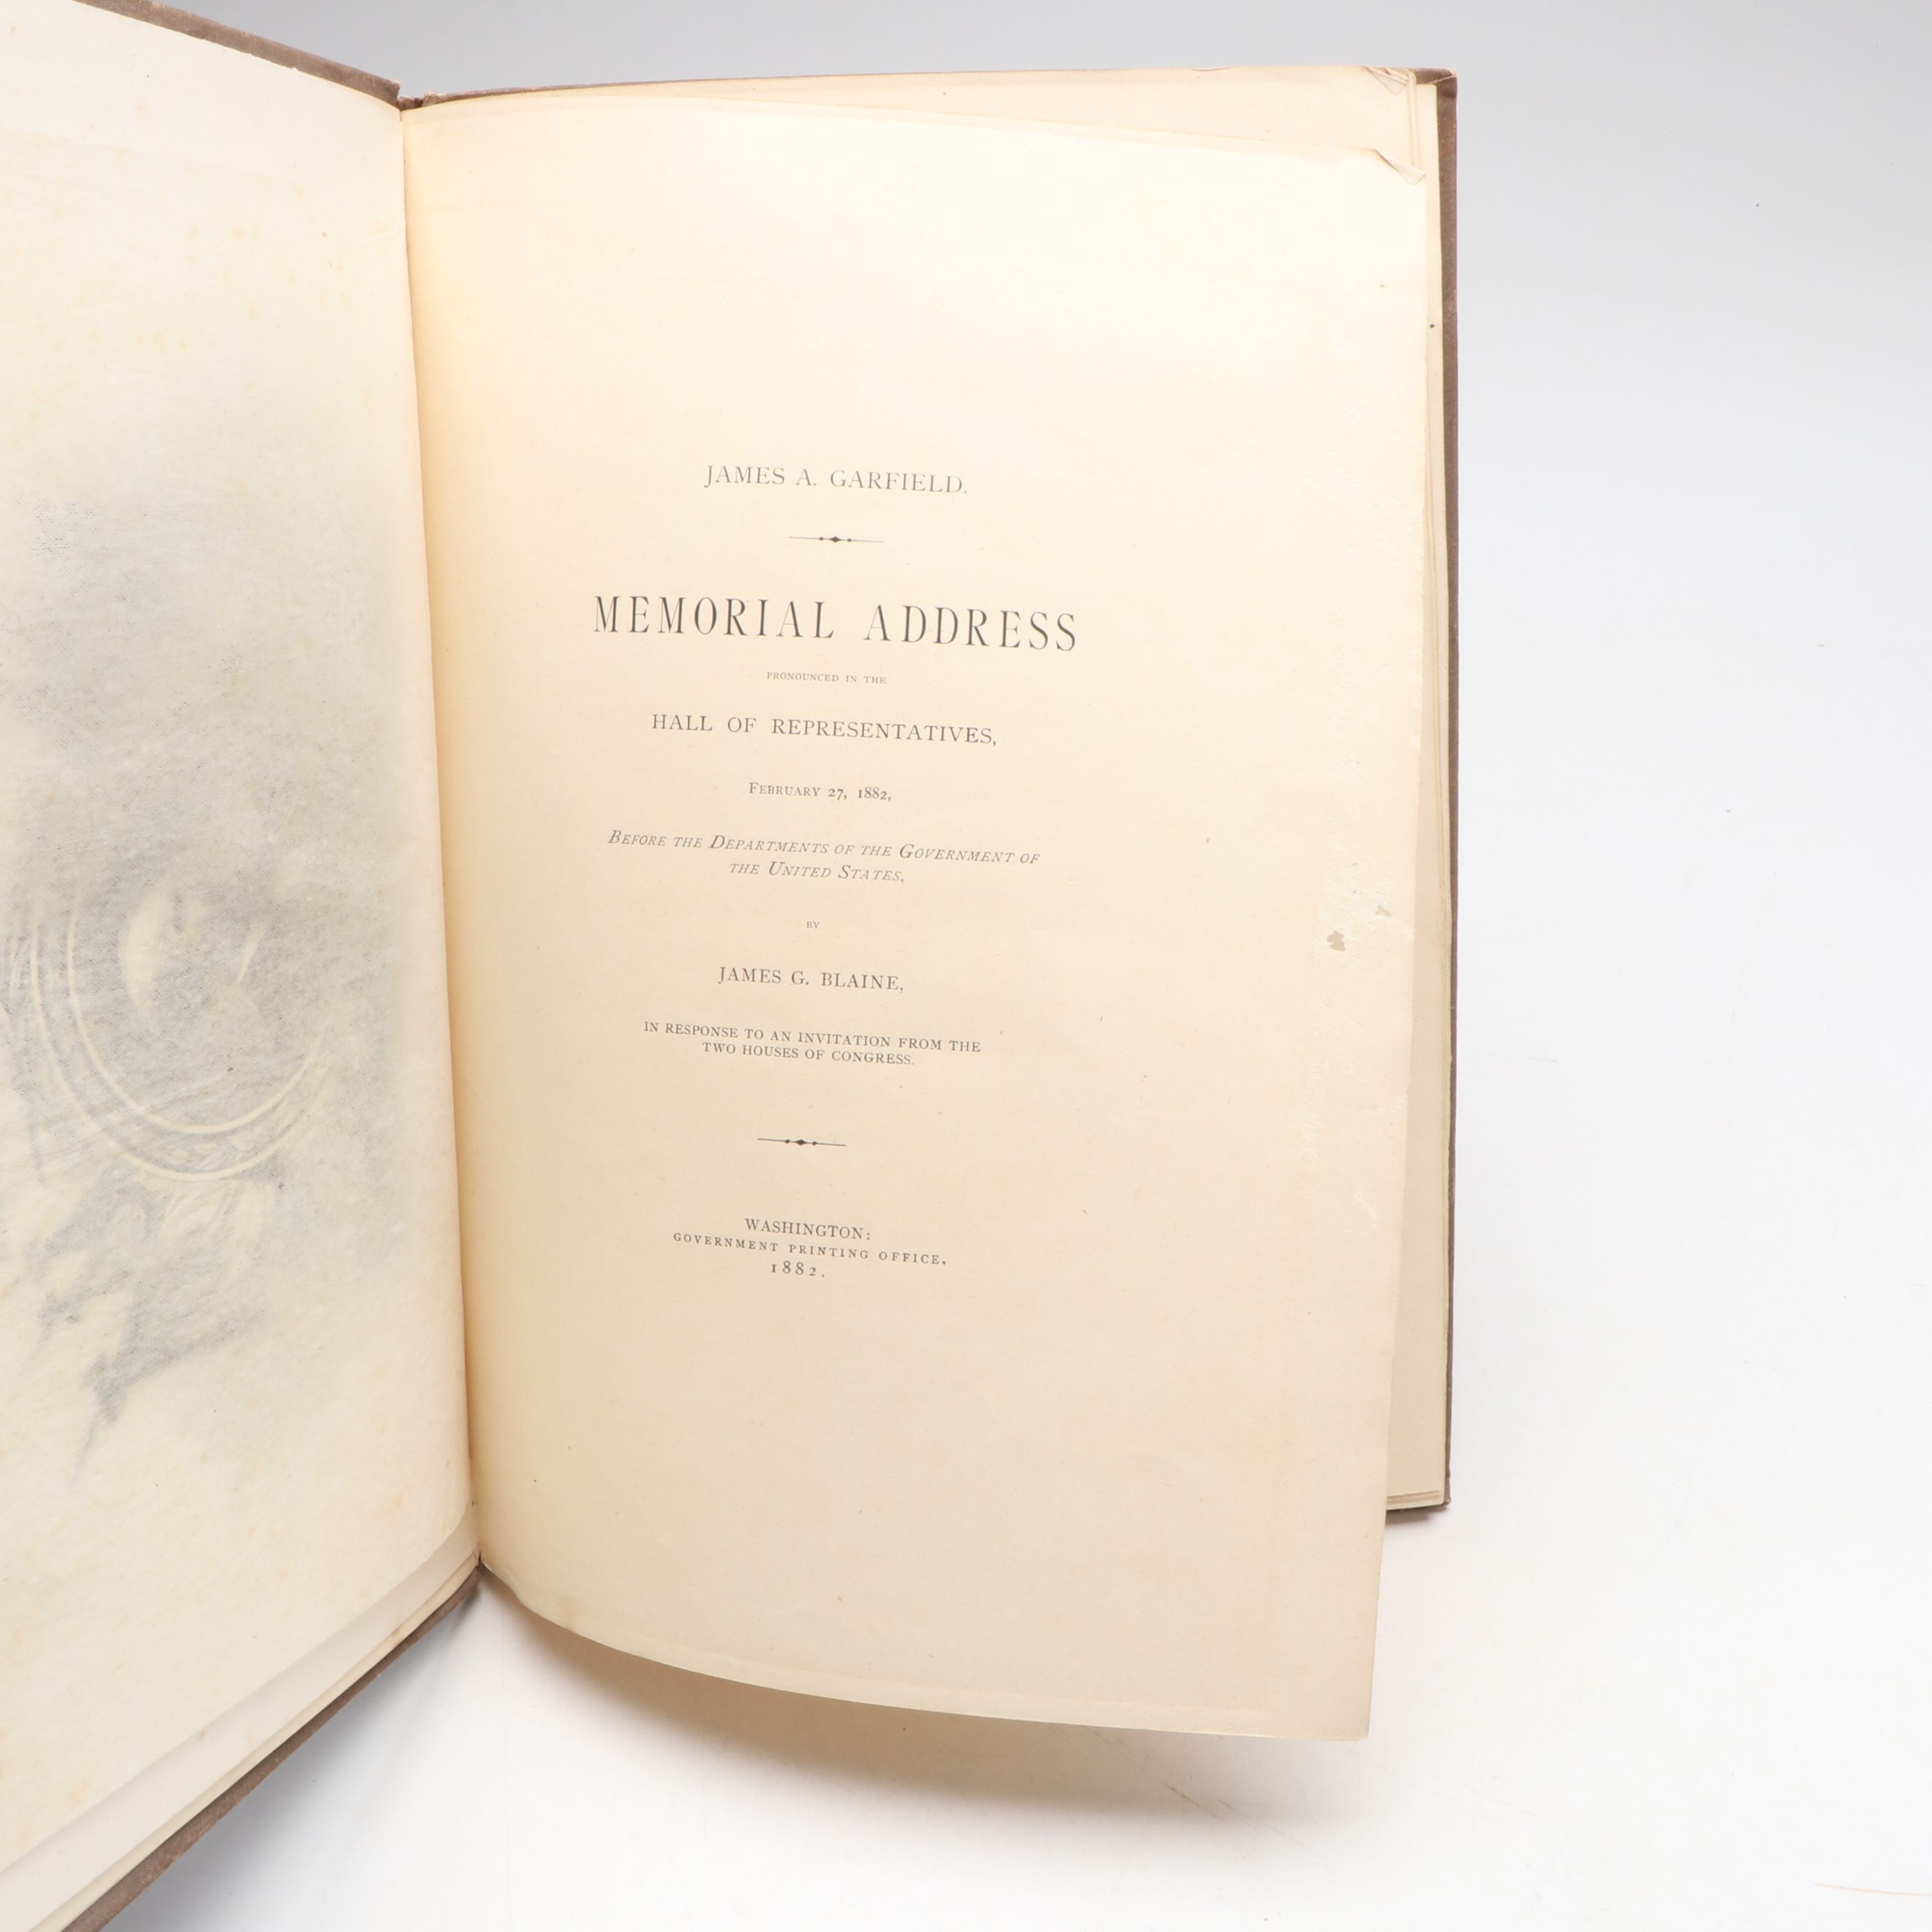 JAMES A. GARFIELD.
MEMORIAL ADDRESS
PRONOUNCED IN THE
HALL OF REPRESENTATIVES,
FEBRUARY 27, 1882,
BEFORE THE DEPARTMENTS OF THE GOVERNMENT OF
THE UNITED STATES,
BY
JAMES G. BLAINE,
IN RESPONSE TO AN INVITATION FROM THE
TWO HOUSES OF CONGRESS.
WASHINGTON:
GOVERNMENT PRINTING OFFICE.
1882.